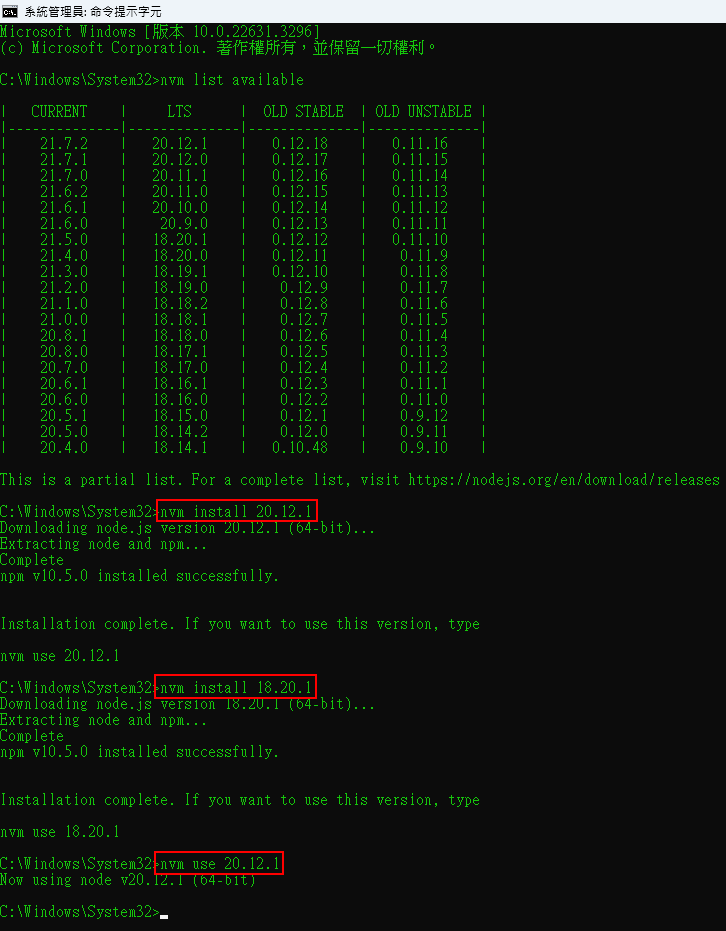 系統管理員: 命令提示字元
Microsoft Windows [版本 10.0.22631.3296]
(c) Microsoft Corporation. 著作權所有，並保留一切權利。
C:\Windows\System32>nvm list available
|   CURRENT    |     LTS      |  OLD STABLE  | OLD UNSTABLE |
|--------------|--------------|--------------|--------------|
|    21.7.2    |   20.12.1    |   0.12.18    |   0.11.16    |
|    21.7.1    |   20.12.0    |   0.12.17    |   0.11.15    |
|    21.7.0    |   20.11.1    |   0.12.16    |   0.11.14    |
|    21.6.2    |   20.11.0    |   0.12.15    |   0.11.13    |
|    21.6.1    |   20.10.0    |   0.12.14    |   0.11.12    |
|    21.6.0    |    20.9.0    |   0.12.13    |   0.11.11    |
|    21.5.0    |   18.20.1    |   0.12.12    |   0.11.10    |
|    21.4.0    |   18.20.0    |   0.12.11    |    0.11.9    |
|    21.3.0    |   18.19.1    |   0.12.10    |    0.11.8    |
|    21.2.0    |   18.19.0    |    0.12.9    |    0.11.7    |
|    21.1.0    |   18.18.2    |    0.12.8    |    0.11.6    |
|    21.0.0    |   18.18.1    |    0.12.7    |    0.11.5    |
|    20.8.1    |   18.18.0    |    0.12.6    |    0.11.4    |
|    20.8.0    |   18.17.1    |    0.12.5    |    0.11.3    |
|    20.7.0    |   18.17.0    |    0.12.4    |    0.11.2    |
|    20.6.1    |   18.16.1    |    0.12.3    |    0.11.1    |
|    20.6.0    |   18.16.0    |    0.12.2    |    0.11.0    |
|    20.5.1    |   18.15.0    |    0.12.1    |    0.9.12    |
|    20.5.0    |   18.14.2    |    0.12.0    |    0.9.11    |
|    20.4.0    |   18.14.1    |   0.10.48    |    0.9.10    |
This is a partial list. For a complete list, visit https://nodejs.org/en/download/releases
C:\Windows\System32>nvm install 20.12.1
Downloading node.js version 20.12.1 (64-bit)...
Extracting node and npm...
Complete
npm v10.5.0 installed successfully.
Installation complete. If you want to use this version, type
nvm use 20.12.1
C:\Windows\System32>nvm install 18.20.1
Downloading node.js version 18.20.1 (64-bit)...
Extracting node and npm...
Complete
npm v10.5.0 installed successfully.
Installation complete. If you want to use this version, type
nvm use 18.20.1
C:\Windows\System32>nvm use 20.12.1
Now using node v20.12.1 (64-bit)
C:\Windows\System32>